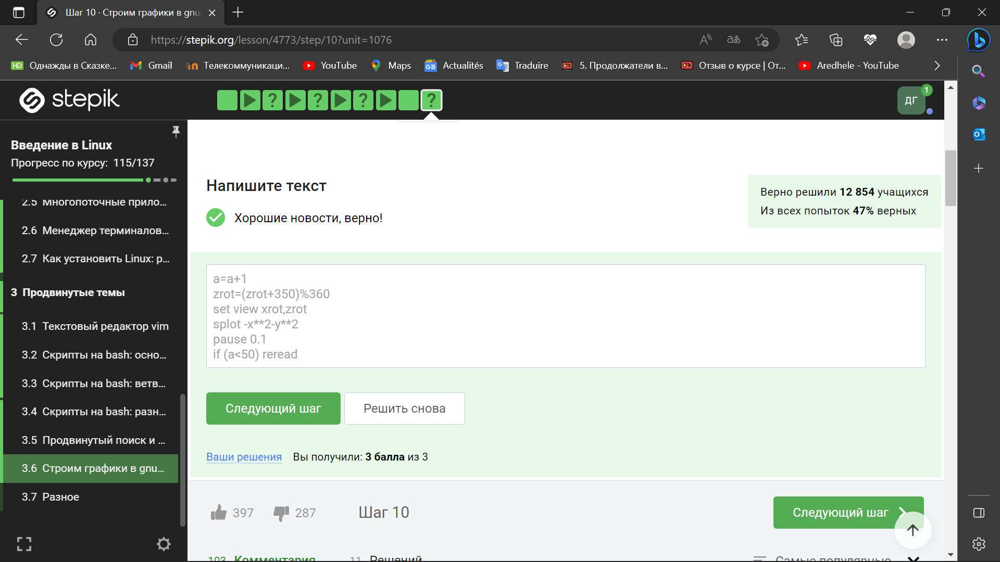 Шаг 10 · Строим графики в gnu
https://stepik.org/lesson/4773/step/10?unit=1076
HD Однажды в Сказке...
Gmail
Телекоммуникаци...
YouTube
Maps
Actualités
Traduire
5. Продолжатели в...
Отзыв о курсе | От...
Aredhele - YouTube
stepik
? ? ? ?
ДГ
1
Введение в Linux
Прогресс по курсу: 115/137
2.5 Многопоточные прило...
2.6 Менеджер терминалов...
2.7 Как установить Linux: р...
3 Продвинутые темы
3.1 Текстовый редактор vim
3.2 Скрипты на bash: осно...
3.3 Скрипты на bash: ветв...
3.4 Скрипты на bash: разн...
3.5 Продвинутый поиск и ...
3.6 Строим графики в gnu...
3.7 Разное
Напишите текст
Хорошие новости, верно!
Верно решили 12 854 учащихся
Из всех попыток 47% верных
a=a+1
zrot=(zrot+350)%360
set view xrot,zrot
splot -x**2-y**2
pause 0.1
if (a<50) reread
Следующий шаг
Решить снова
Ваши решения Вы получили: 3 балла из 3
397 287 Шаг 10
Следующий шаг
103 Комментария
11 Решений
Самые популярные